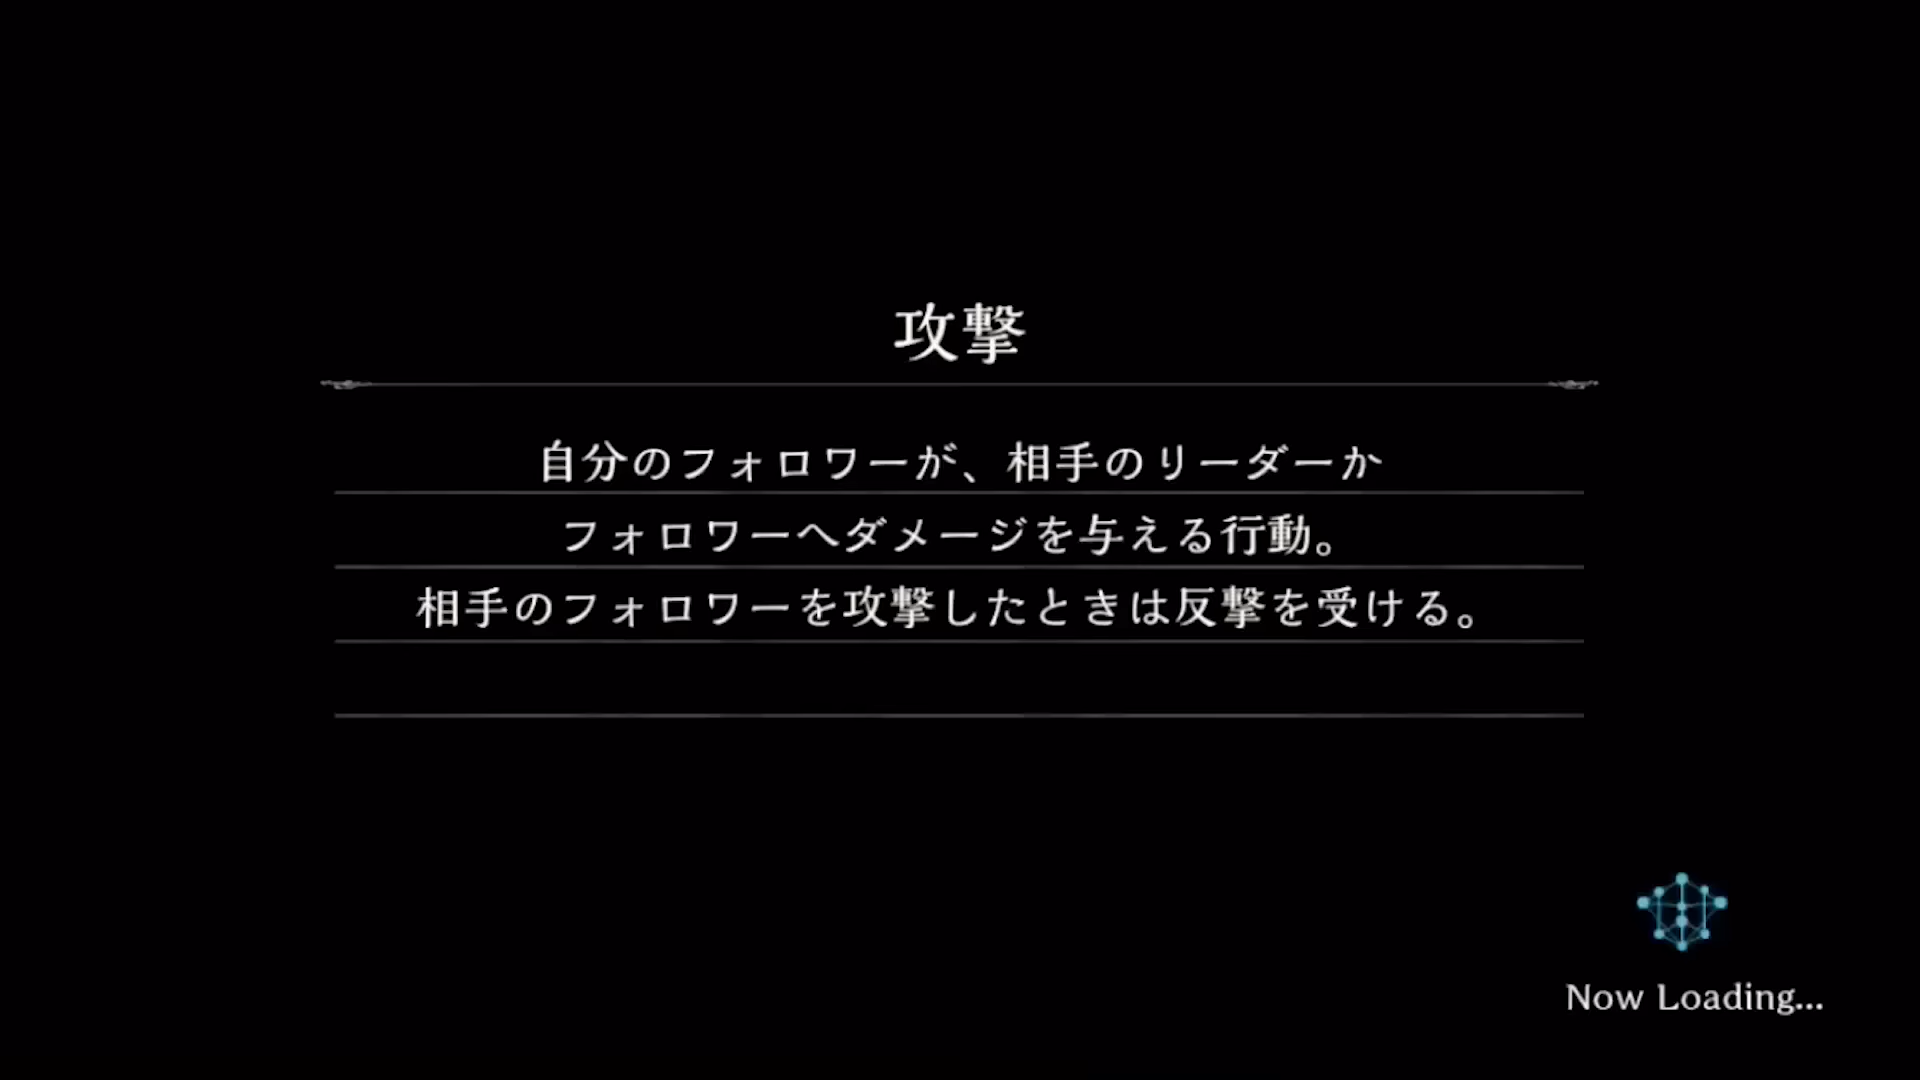 攻撃
自分のフォロワーが、相手のリーダーか
フォロワーへダメージを与える行動。
相手のフォロワーを攻撃したときは反撃を受ける。
Now Loading...